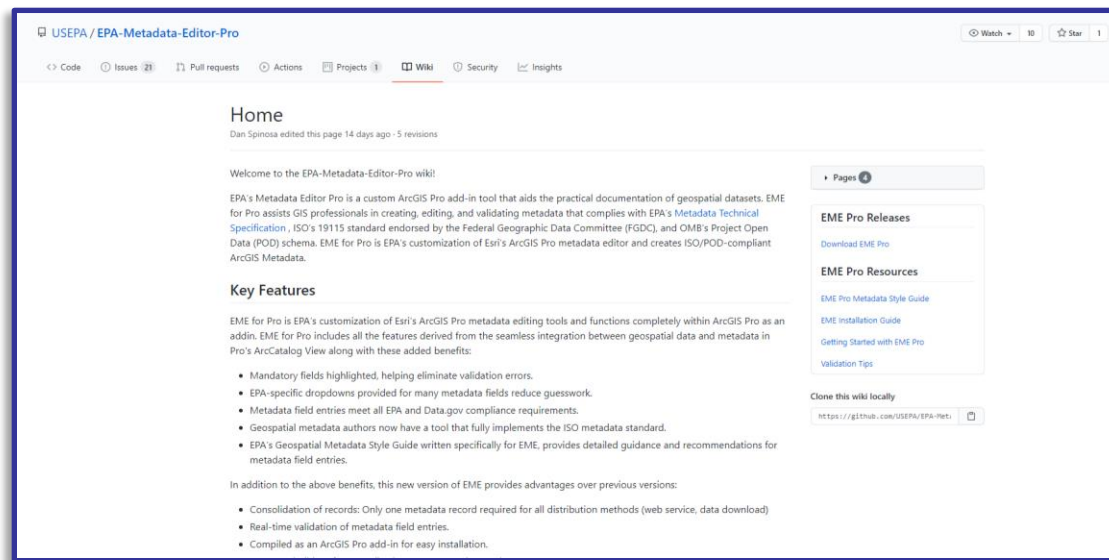 USEPA / EPA-Metadata-Editor-Pro
Watch 10 Star 1
Code Issues 21 Pull requests Actions Projects 1 Wiki Security Insights
Home
Dan Spinosa edited this page 14 days ago · 5 revisions
Welcome to the EPA-Metadata-Editor-Pro wiki!
EPA's Metadata Editor Pro is a custom ArcGIS Pro add-in tool that aids the practical documentation of geospatial datasets. EME
for Pro assists GIS professionals in creating, editing, and validating metadata that complies with EPA's Metadata Technical
Specification , ISO's 19115 standard endorsed by the Federal Geographic Data Committee (FGDC), and OMB's Project Open
Data (POD) schema. EME for Pro is EPA's customization of Esri's ArcGIS Pro metadata editor and creates ISO/POD-compliant
ArcGIS Metadata.
Key Features
EME for Pro is EPA's customization of Esri's ArcGIS Pro metadata editing tools and functions completely within ArcGIS Pro as an
addin. EME for Pro includes all the features derived from the seamless integration between geospatial data and metadata in
Pro's ArcCatalog View along with these added benefits:
• Mandatory fields highlighted, helping eliminate validation errors.
• EPA-specific dropdowns provided for many metadata fields reduce guesswork.
• Metadata field entries meet all EPA and Data.gov compliance requirements.
• Geospatial metadata authors now have a tool that fully implements the ISO metadata standard.
• EPA's Geospatial Metadata Style Guide written specifically for EME, provides detailed guidance and recommendations for
metadata field entries.
In addition to the above benefits, this new version of EME provides advantages over previous versions:
• Consolidation of records: Only one metadata record required for all distribution methods (web service, data download)
• Real-time validation of metadata field entries.
• Compiled as an ArcGIS Pro add-in for easy installation.
Pages 4
EME Pro Releases
Download EME Pro
EME Pro Resources
EME Pro Metadata Style Guide
EME Installation Guide
Getting Started with EME Pro
Validation Tips
Clone this wiki locally
https://github.com/USEPA/EPA-Met